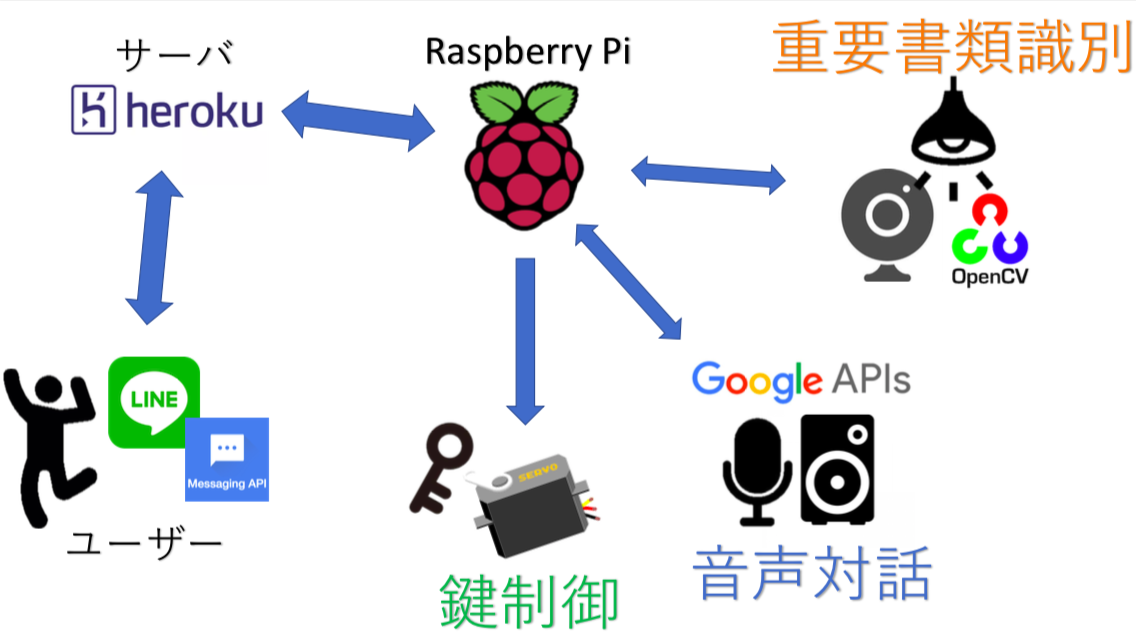 サーバ
heroku
Raspberry Pi
重要書類識別
OpenCV
LINE
Messaging API
ユーザー
SERVO
鍵制御
Google APIs
音声対話